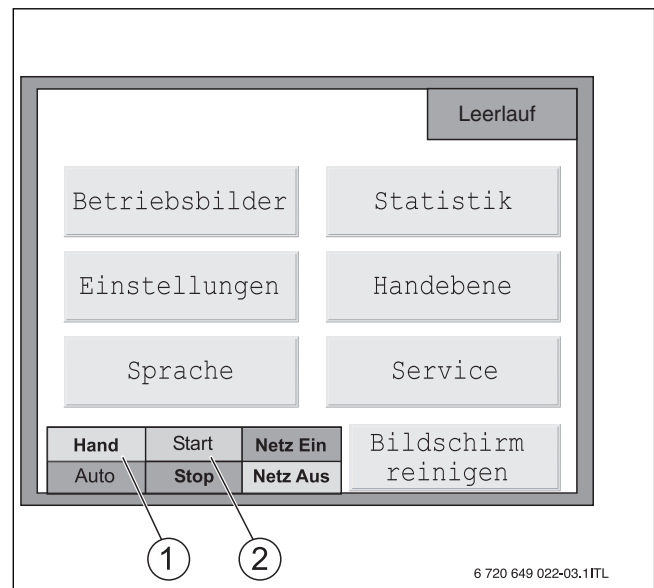 Leerlauf
Betriebsbilder
Statistik
Einstellungen
Handebene
Sprache
Service
Hand
Start
Netz Ein
Auto
Stop
Netz Aus
Bildschirm
reinigen
1
2
6 720 649 022-03.1ITL